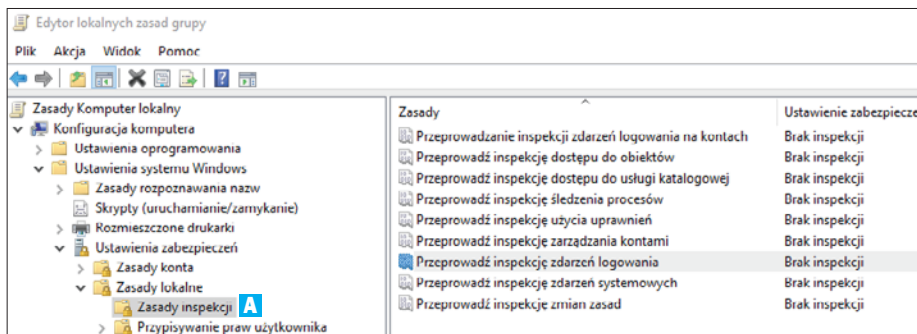 Edytor lokalnych zasad grupy
Plik Akcja Widok Pomoc
Zasady Komputer lokalny
Konfiguracja komputera
Ustawienia oprogramowania
Ustawienia systemu Windows
Zasady rozpoznawania nazw
Skrypty (uruchamianie/zamykanie)
Rozmieszczone drukarki
Ustawienia zabezpieczeń
Zasady konta
Zasady lokalne
Zasady inspekcji A
Przypisywanie praw użytkownika
Zasady Ustawienie zabezpiecze
Przeprowadzanie inspekcji zdarzeń logowania na kontach Brak inspekcji
Przeprowadź inspekcję dostępu do obiektów Brak inspekcji
Przeprowadź inspekcję dostępu do usługi katalogowej Brak inspekcji
Przeprowadź inspekcję śledzenia procesów Brak inspekcji
Przeprowadź inspekcję użycia uprawnień Brak inspekcji
Przeprowadź inspekcję zarządzania kontami Brak inspekcji
Przeprowadź inspekcję zdarzeń logowania Brak inspekcji
Przeprowadź inspekcję zdarzeń systemowych Brak inspekcji
Przeprowadź inspekcję zmian zasad Brak inspekcji